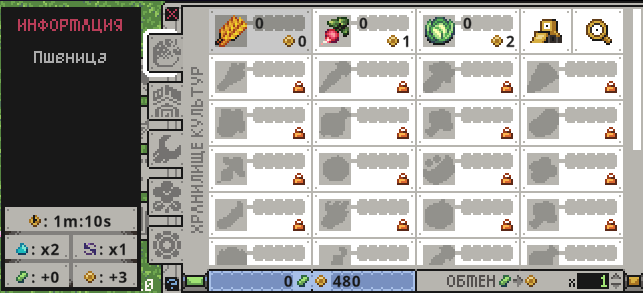 ИНФОРМАЦИЯ
Пшеница
: 1m:10s
: x2
: x1
: +0
: +3
ХРАНИЛИЩЕ КУЛЬТУР
0
0
0
1
0
2
0
480
ОБМЕН
x 1
.0